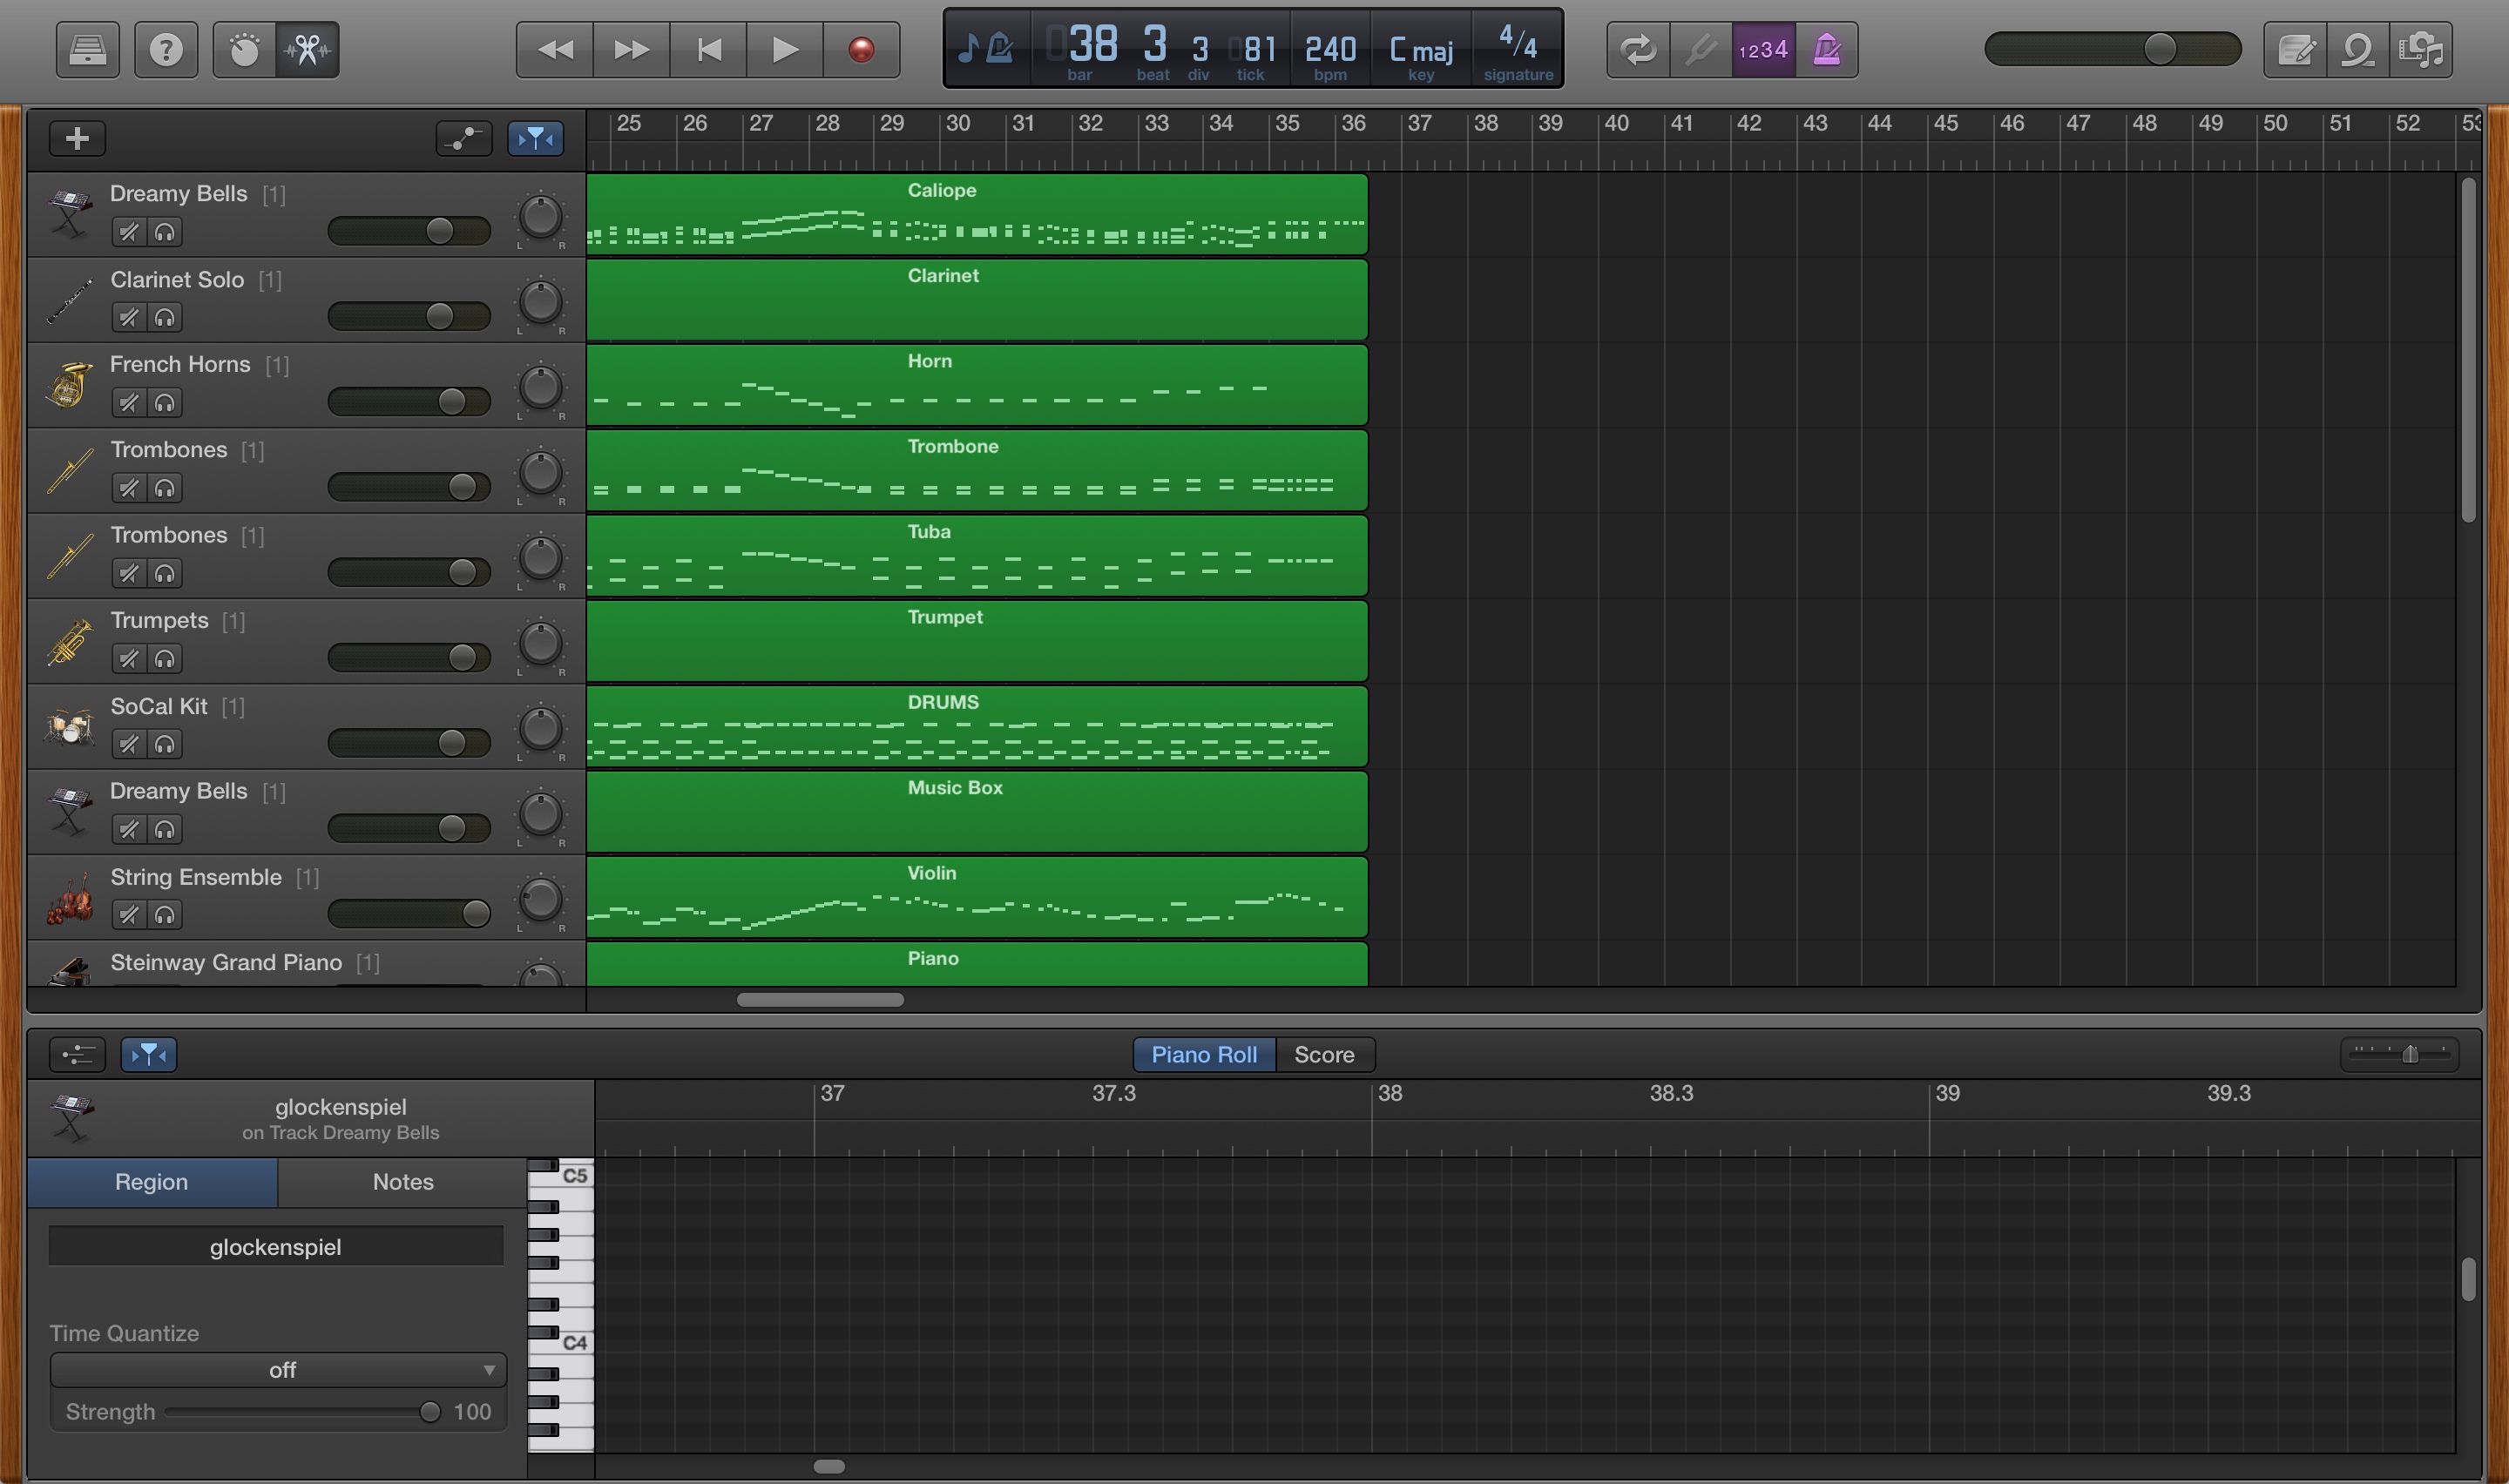 38 3 3 81 240 C maj 4/4
bar beat div tick bpm key signature
1234
25 26 27 28 29 30 31 32 33 34 35 36 37 38 39 40 41 42 43 44 45 46 47 48 49 50 51 52 53
Dreamy Bells [1]
L R
Caliope
Clarinet Solo [1]
L R
Clarinet
French Horns [1]
L R
Horn
Trombones [1]
L R
Trombone
Trombones [1]
L R
Tuba
Trumpets [1]
L R
Trumpet
SoCal Kit [1]
L R
DRUMS
Dreamy Bells [1]
L R
Music Box
String Ensemble [1]
L R
Violin
Steinway Grand Piano [1]
Piano
Piano Roll Score
glockenspiel
on Track Dreamy Bells
37 37.3 38 38.3 39 39.3
Region Notes
C5
glockenspiel
Time Quantize
C4
off
Strength 100